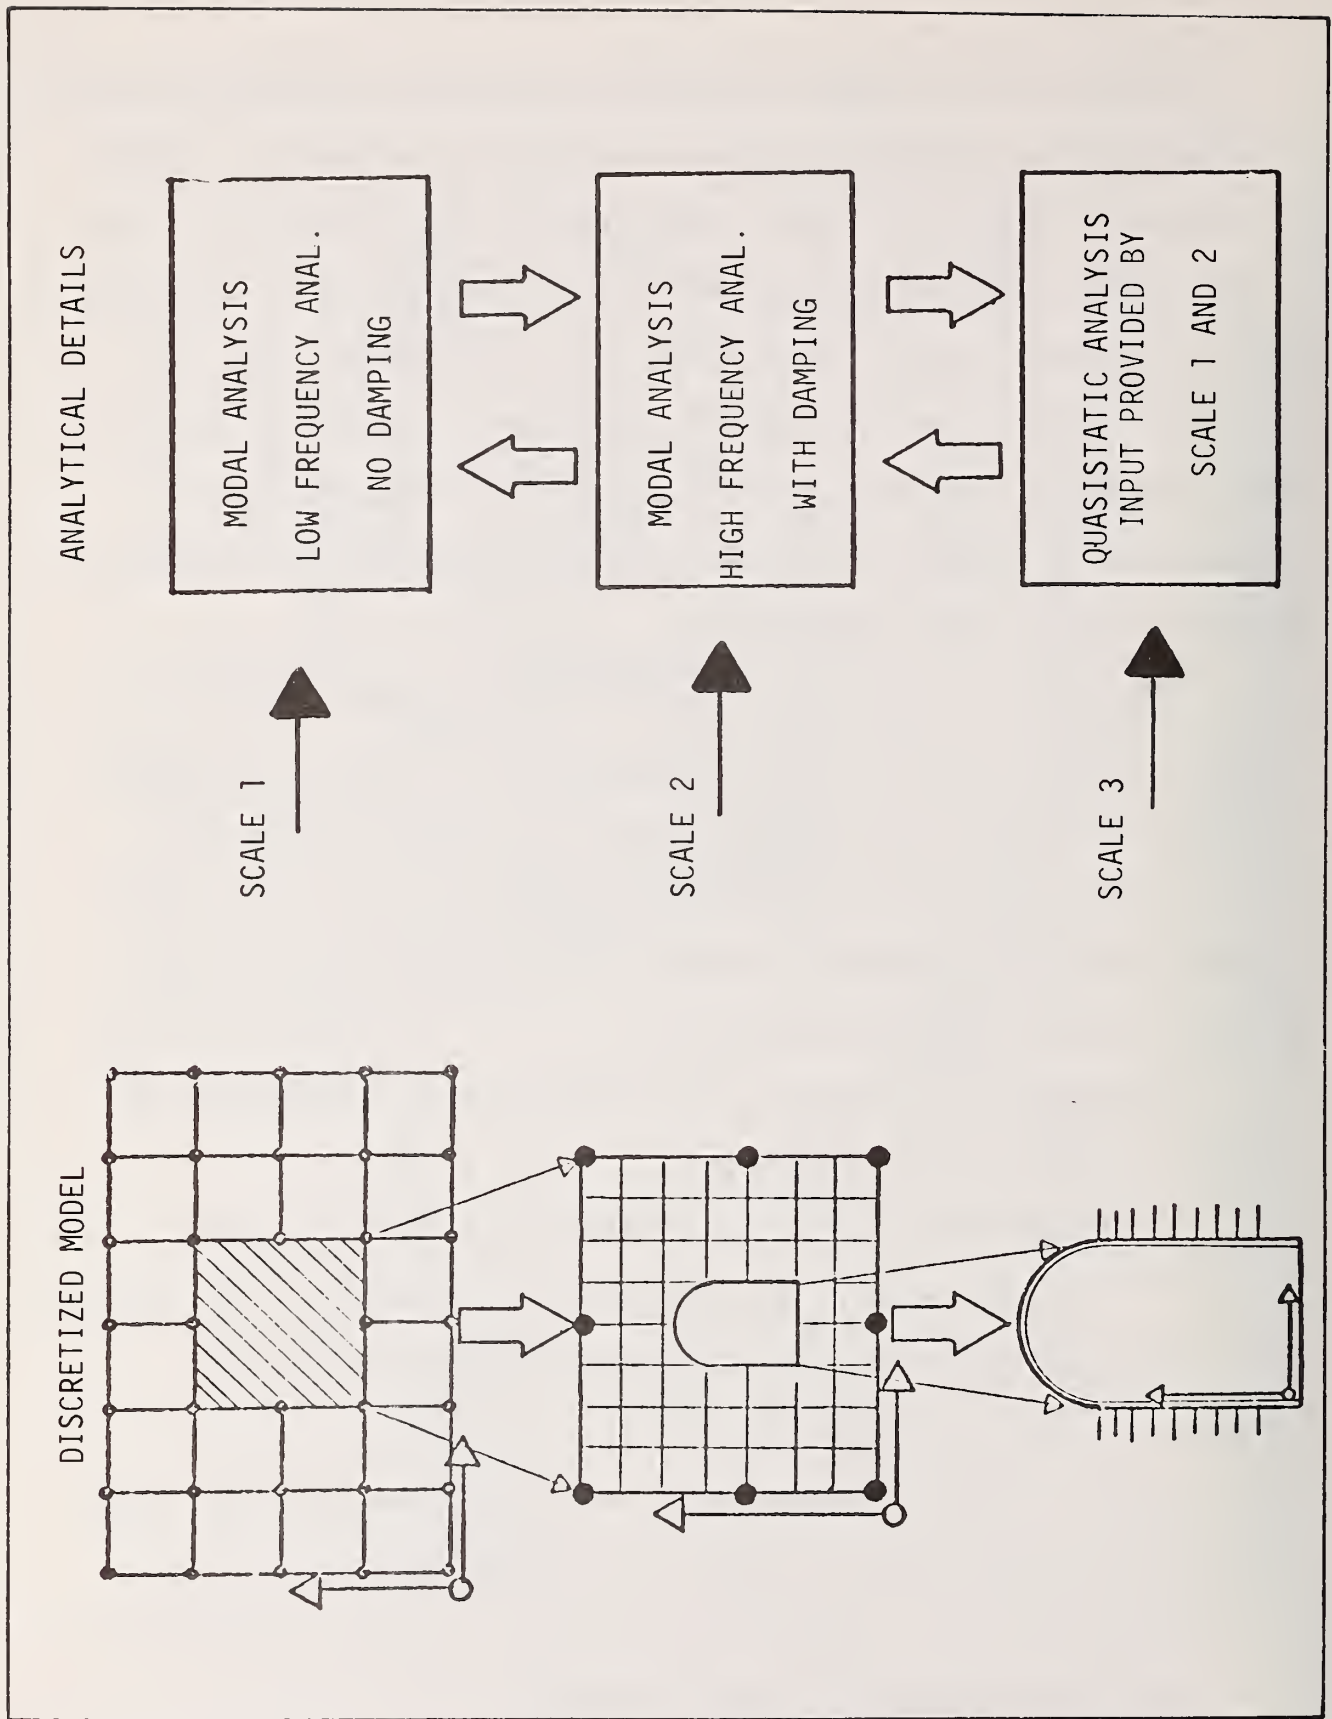 DISCRETIZED MODEL
ANALYTICAL DETAILS
SCALE 1
MODAL ANALYSIS
LOW FREQUENCY ANAL.
NO DAMPING
SCALE 2
MODAL ANALYSIS
HIGH FREQUENCY ANAL.
WITH DAMPING
SCALE 3
QUASISTATIC ANALYSIS
INPUT PROVIDED BY
SCALE 1 AND 2